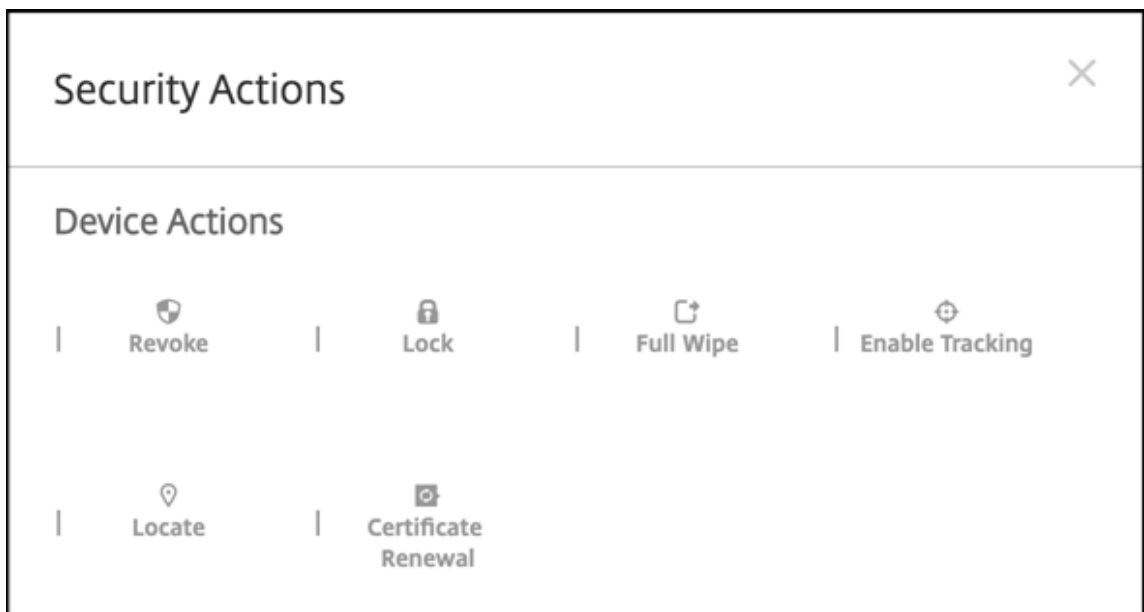 Security Actions
Device Actions
Revoke
Lock
Full Wipe
Enable Tracking
Locate
Certificate
Renewal